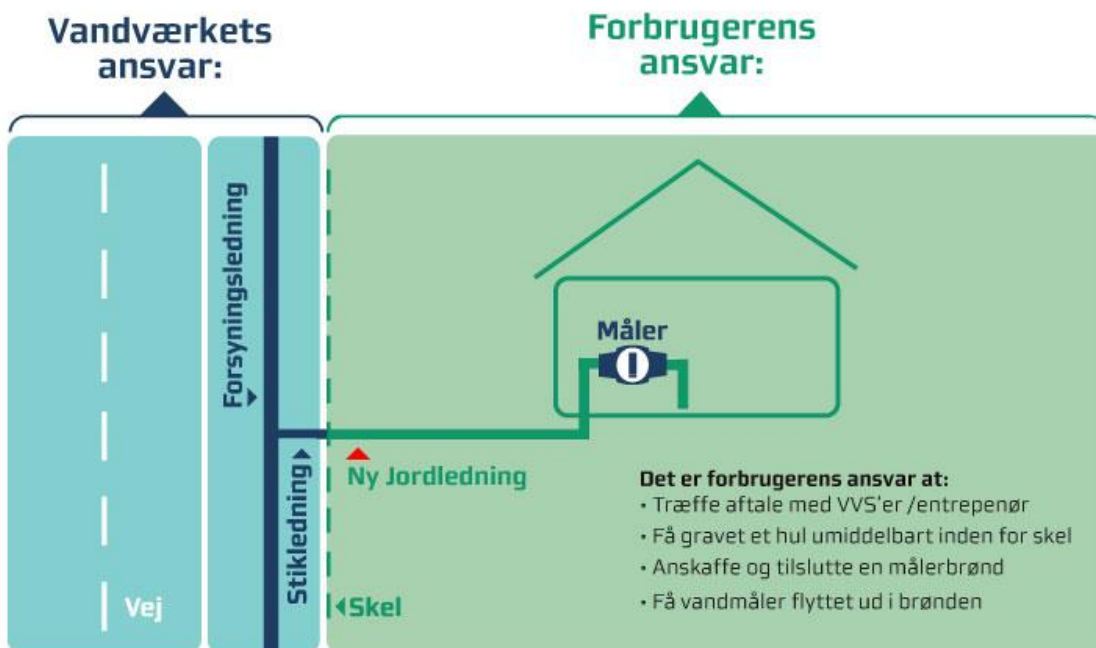 Vandværkets
ansvar:
Forbrugerens
ansvar:
Forsyningsledning
Stikledning
Vej
Måler
Ny Jordledning
Skel
Det er forbrugerens ansvar at:
• Træffe aftale med VVS'er /entrepenør
• Få gravet et hul umiddelbart inden for skel
• Anskaffe og tilslutte en målerbrønd
• Få vandmåler flyttet ud i brønden